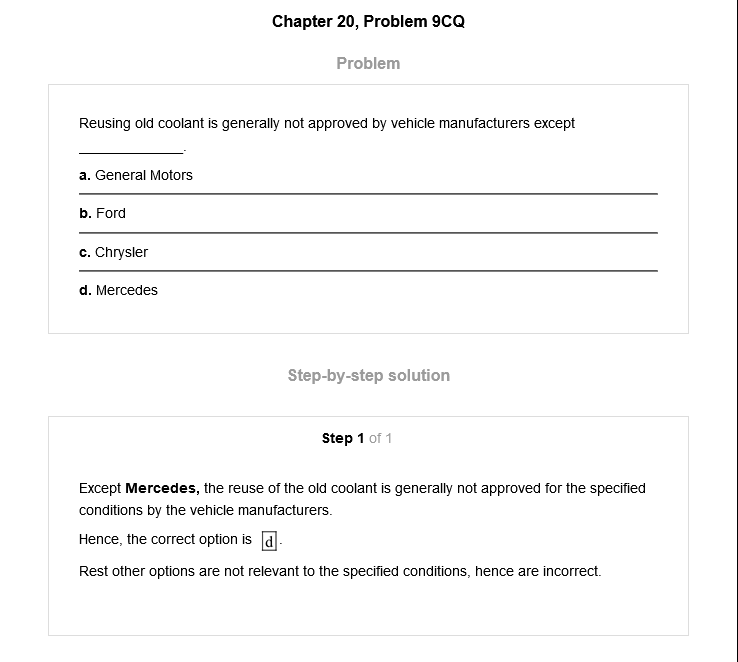 Chapter 20, Problem 9CQ
Problem
Reusing old coolant is generally not approved by vehicle manufacturers except
_____________.
a. General Motors
b. Ford
c. Chrysler
d. Mercedes
Step-by-step solution
Step 1 of 1
Except Mercedes, the reuse of the old coolant is generally not approved for the specified
conditions by the vehicle manufacturers.
Hence, the correct option is d.
Rest other options are not relevant to the specified conditions, hence are incorrect.